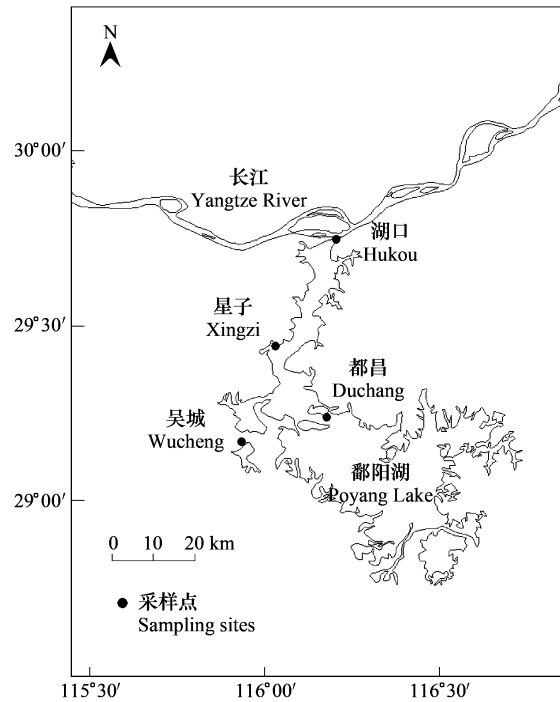 N
30°00′
长江
Yangtze River
湖口
Hukou
星子
Xingzi
29°30′
都昌
Duchang
吴城
Wucheng
鄱阳湖
Poyang Lake
29°00′
0 10 20 km
采样点
Sampling sites
115°30′ 116°00′ 116°30′